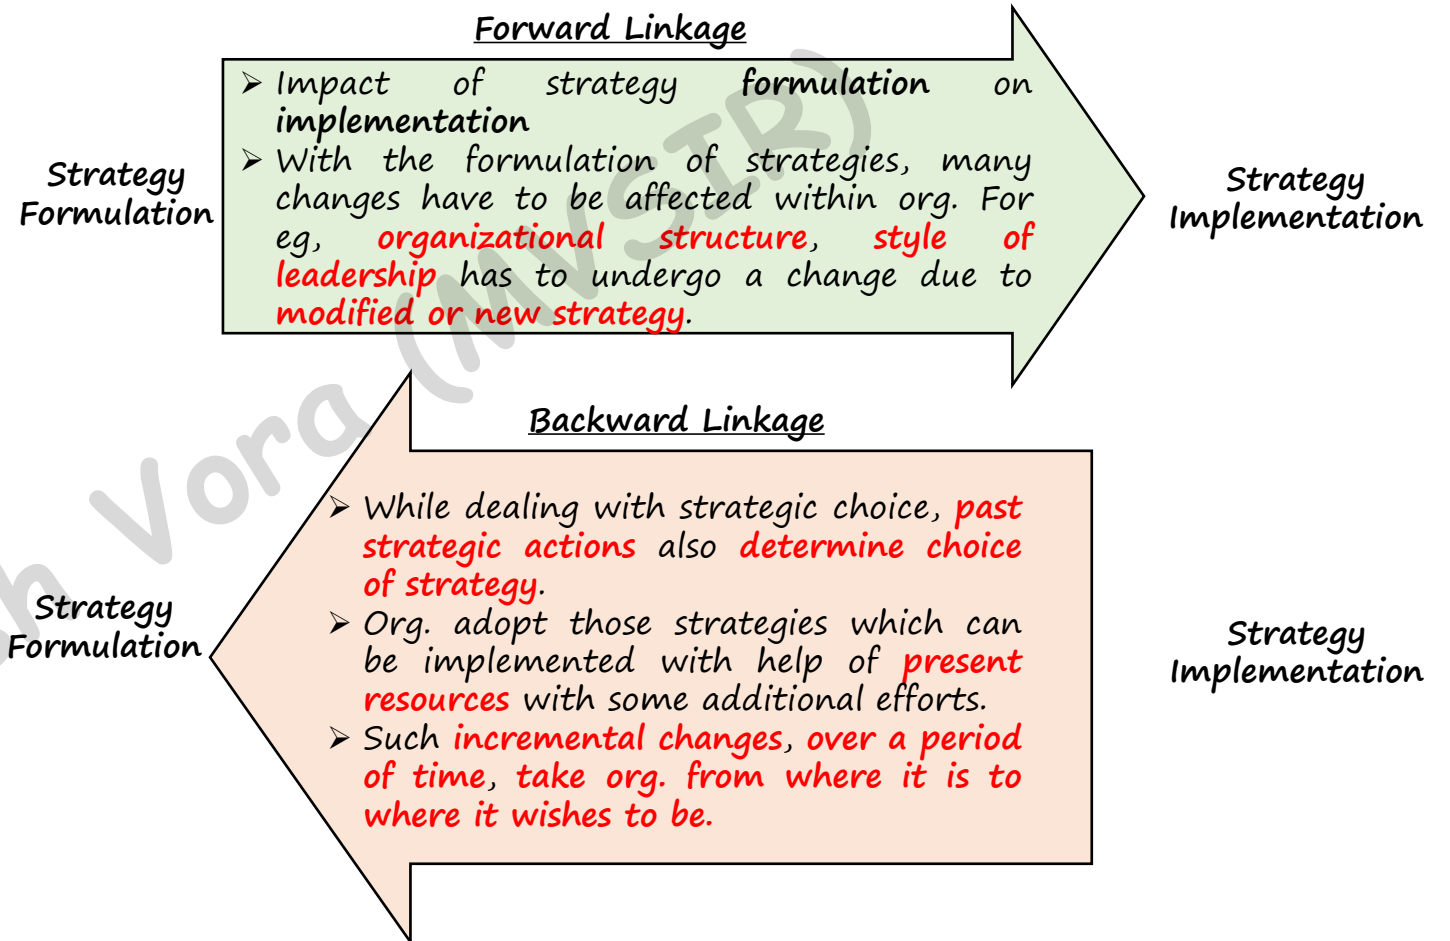 Forward Linkage
➢ Impact of strategy formulation on
implementation
➢ With the formulation of strategies, many
changes have to be affected within org. For
eg, organizational structure, style of
leadership has to undergo a change due to
modified or new strategy.
Strategy
Formulation
Strategy
Implementation
Backward Linkage
➢ While dealing with strategic choice, past
strategic actions also determine choice
of strategy.
➢ Org. adopt those strategies which can
be implemented with help of present
resources with some additional efforts.
➢ Such incremental changes, over a period
of time, take org. from where it is to
where it wishes to be.
Strategy
Formulation
Strategy
Implementation
Vora (MVSIR)